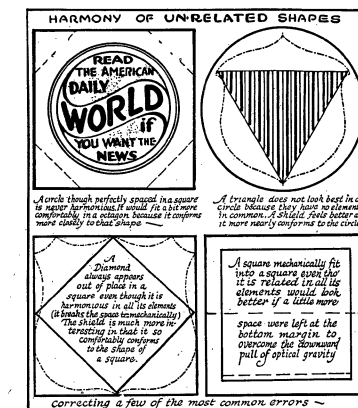 HARMONY OF UN-RELATED SHAPES
READ
THE AMERICAN
DAILY
WORLD
if
YOU WANT THE
NEWS
A circle though perfectly spaced in a square
is never harmonious. It would fit a bit more
comfortably in a octagon because it conforms
more closely to that shape —
A triangle does not look best in a
circle because they have no elemen
in common. A Shield feels better a
it more nearly conforms to the circle
A
Diamond
always appears
out of place in a
square even though it is
harmonious in all its elements
(it breaks the space too mechanically)
The shield is much more in-
teresting in that it so
comfortably conforms
to the shape of
a square.
A square mechanically fit
into a square even tho'
it is related in all its
elements would look
better if a little more
space were left at the
bottom margin to
overcome the downward
pull of optical gravity
correcting a few of the most common errors ~